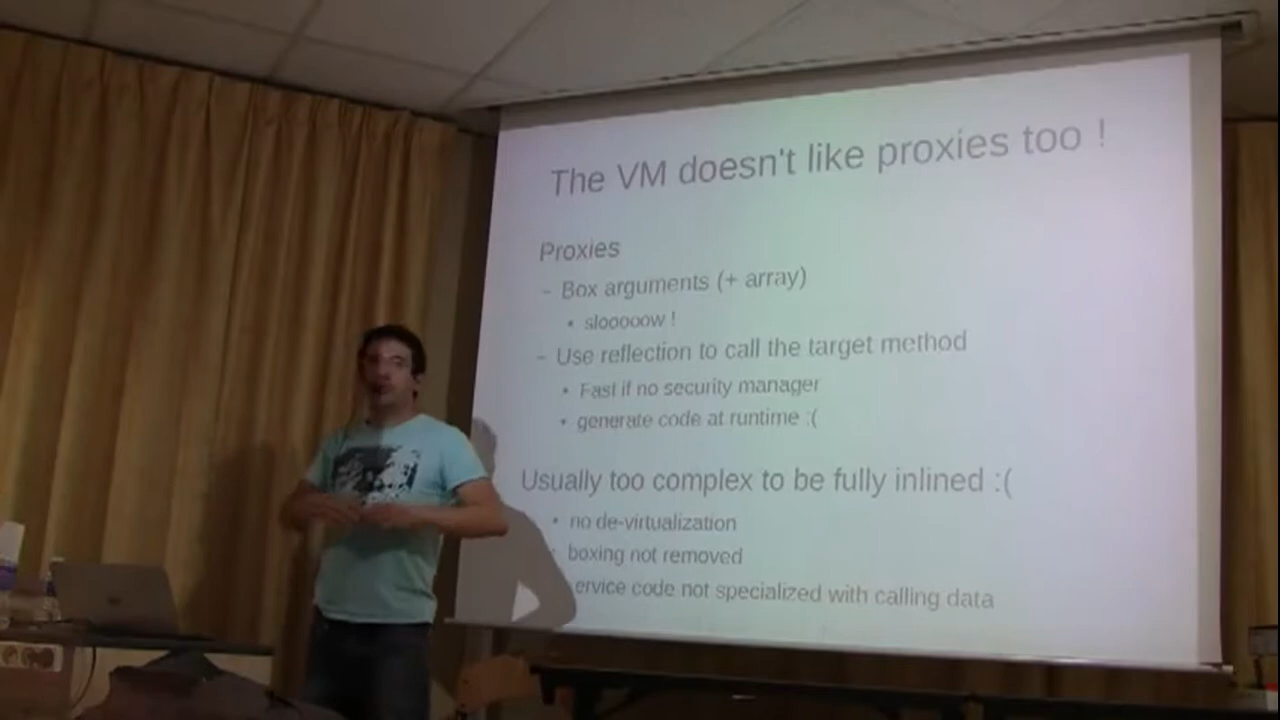 The VM doesn't like proxies too !
Proxies
– Box arguments (+ array)
• slooooow !
– Use reflection to call the target method
• Fast if no security manager
• generate code at runtime :(
Usually too complex to be fully inlined :(
• no de-virtualization
• boxing not removed
ervice code not specialized with calling data